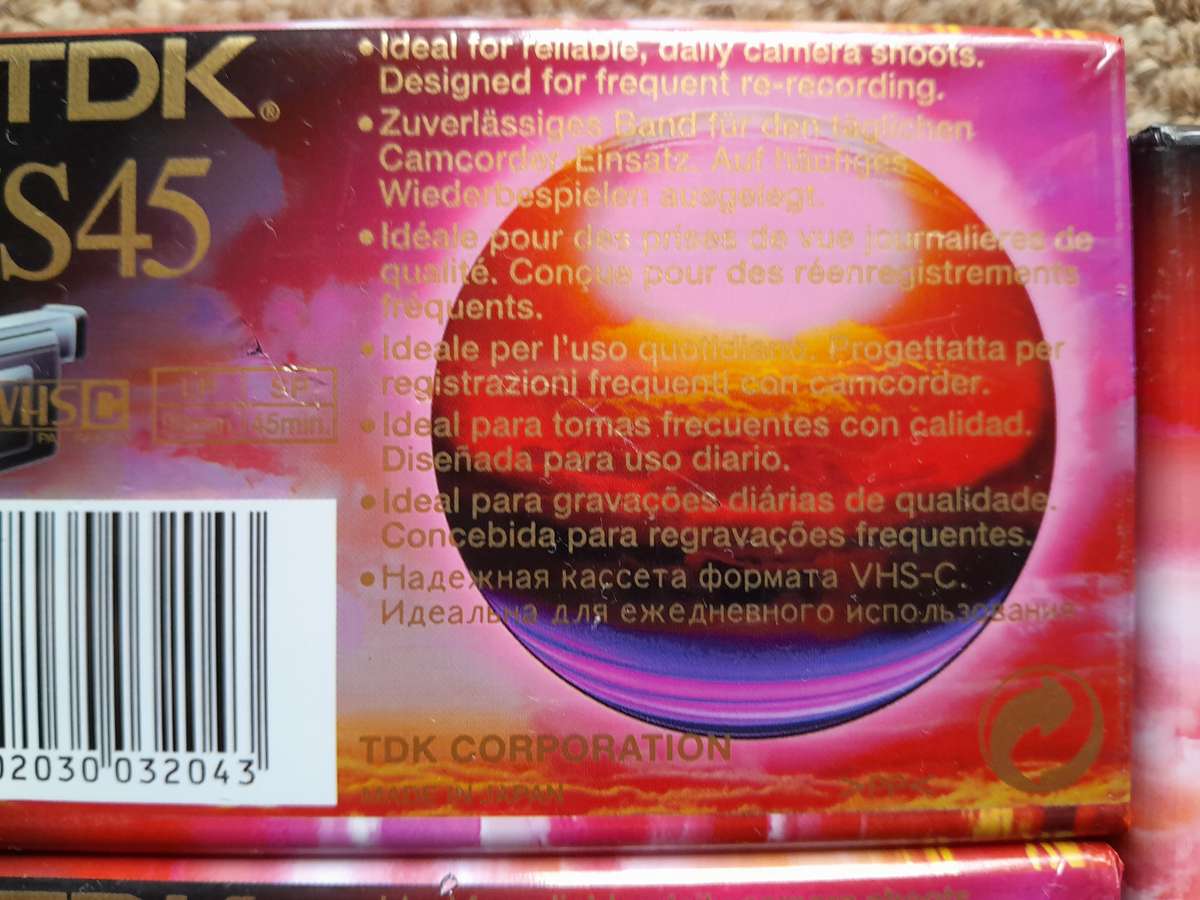 TDK®
S45
VHS C
SP
45min.
• Ideal for reliable, daily camera shoots.
Designed for frequent re-recording.
• Zuverlässiges Band für den täglichen
Camcorder-Einsatz. Auf häufiges
Wiederbespielen ausgelegt.
• Idéale pour des prises de vue journalières de
qualité. Conçue pour des réenregistrements
fréquents.
• Ideale per l'uso quotidiano. Progettatta per
registrazioni frequenti con camcorder.
• Ideal para tomas frecuentes con calidad.
Diseñada para uso diario.
• Ideal para gravações diárias de qualidade.
Concebida para regravações frequentes.
• Надежная кассета формата VHS-C.
Идеальна для ежедневного использования.
02030 032043
TDK CORPORATION
MADE IN JAPAN